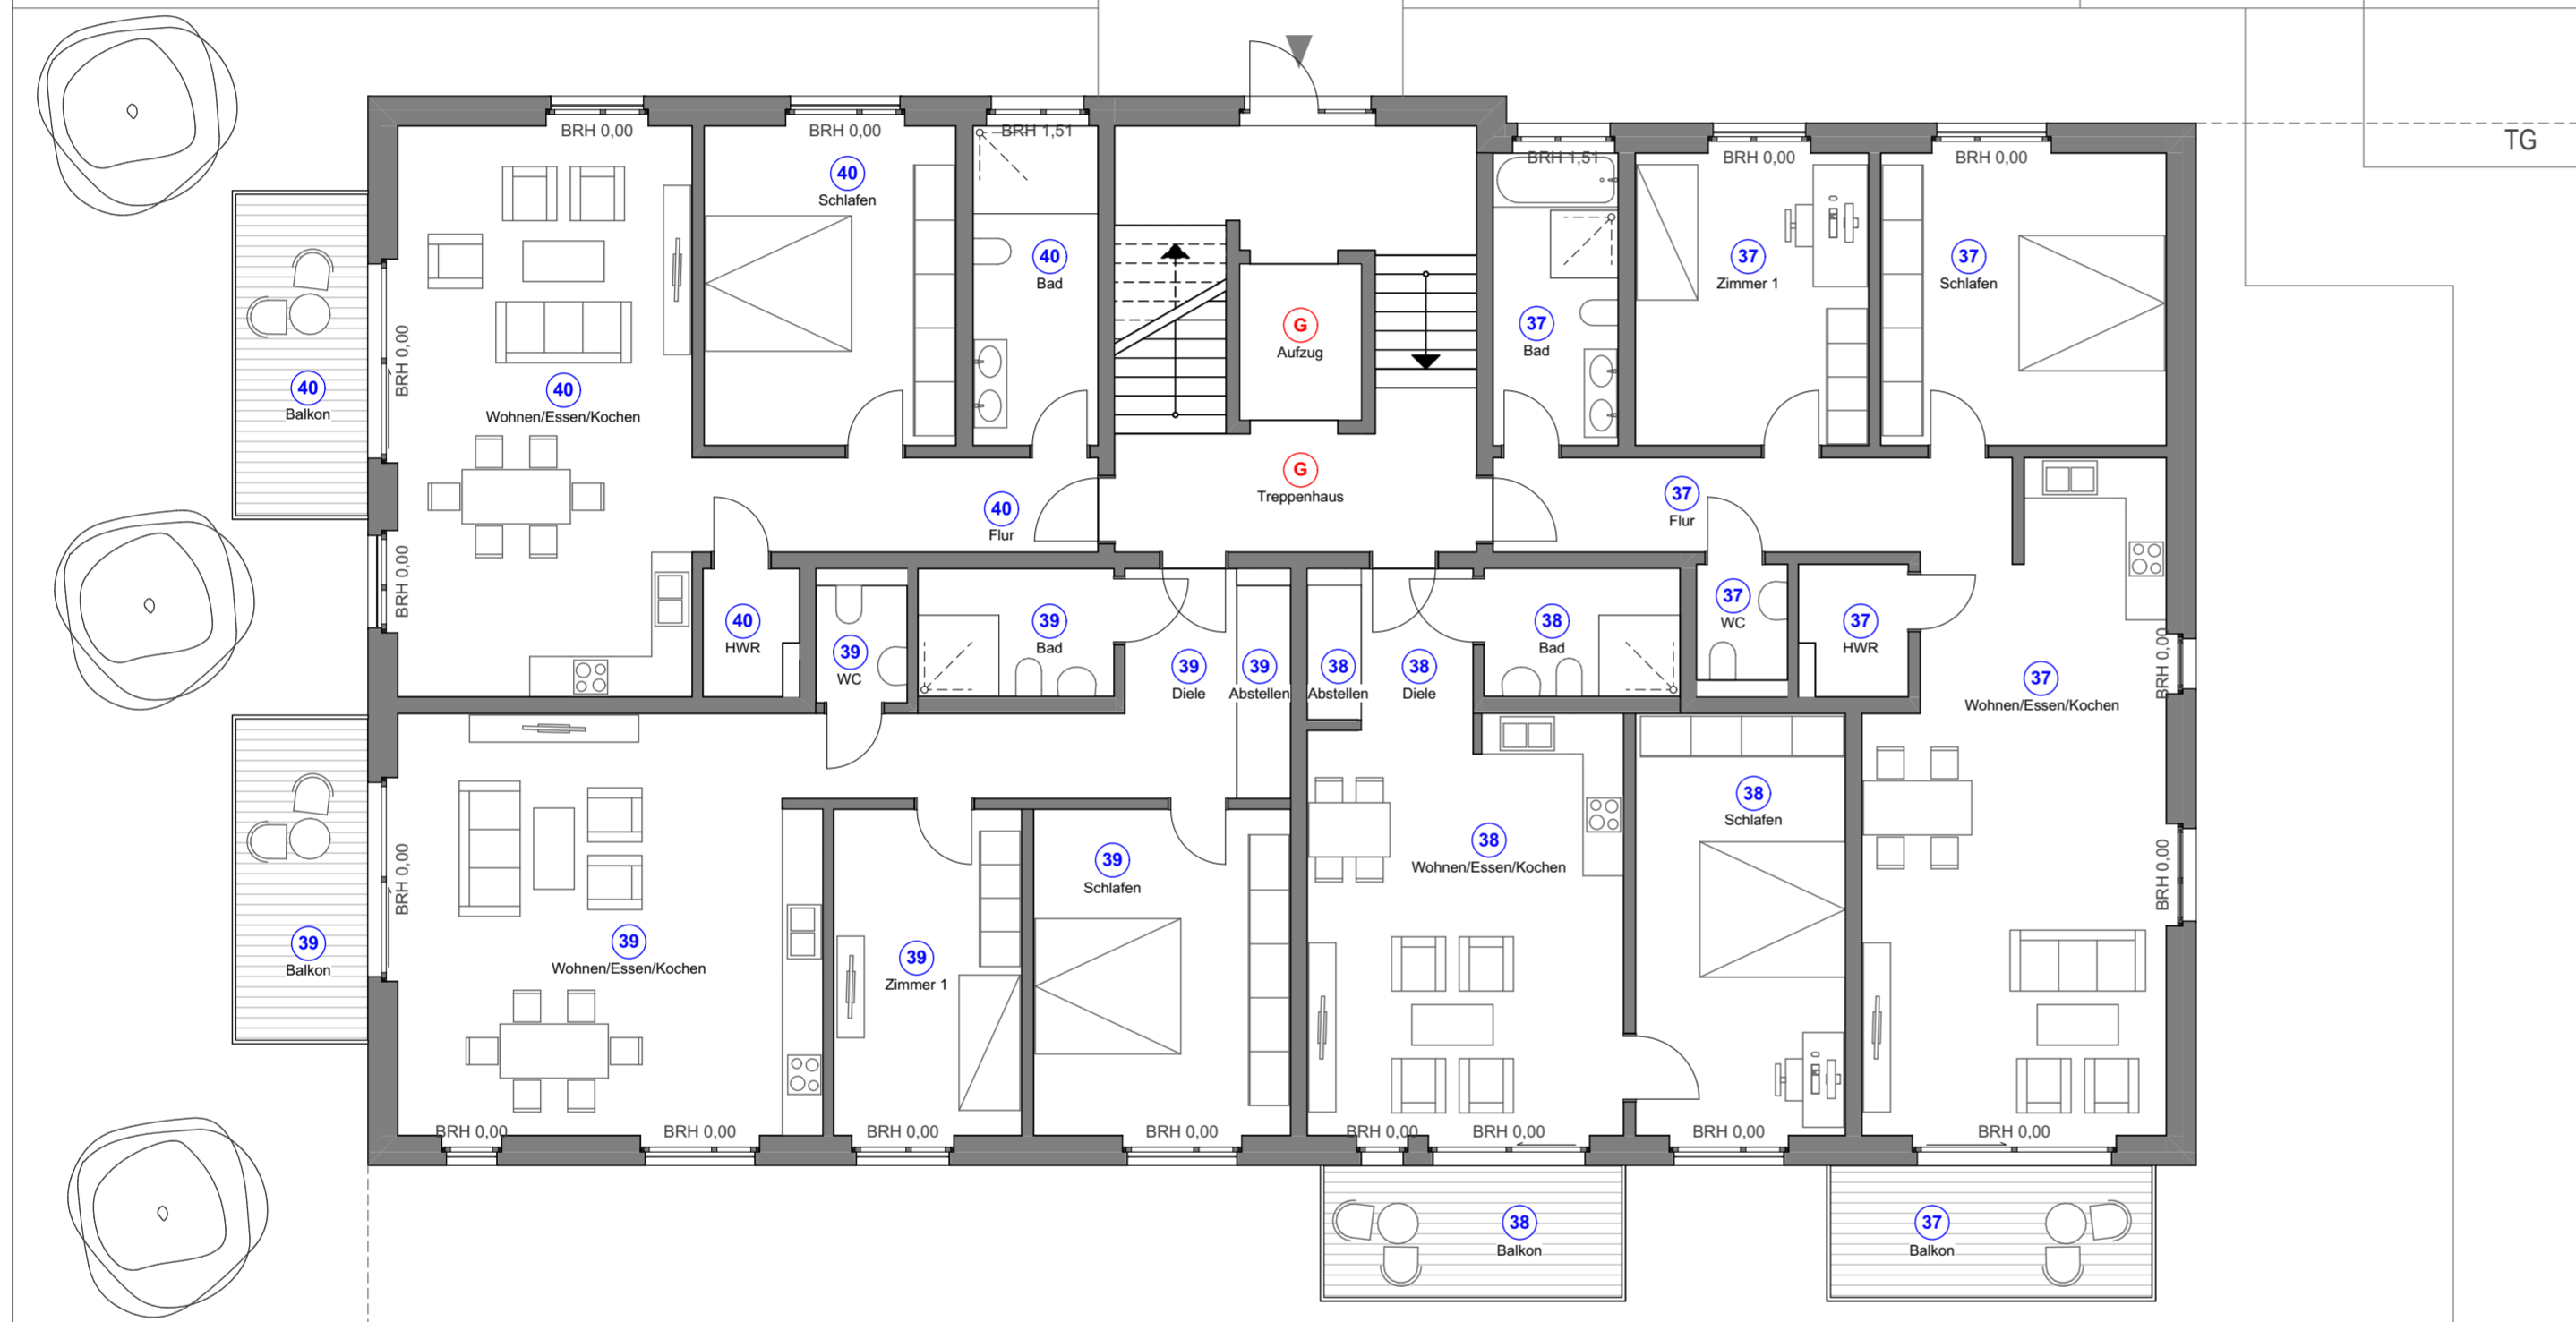 TG
BRH 0,00
BRH 0,00
BRH 1,51
BRH 1,51
BRH 0,00
BRH 0,00
40
Schlafen
40
Bad
37
Zimmer 1
37
Schlafen
G
Aufzug
37
Bad
BRH 0,00
40
Balkon
40
Wohnen/Essen/Kochen
G
Treppenhaus
40
Flur
37
Flur
BRH 0,00
40
HWR
39
WC
39
Bad
39
Diele
39
Abstellen
38
Abstellen
38
Diele
38
Bad
37
WC
37
HWR
37
Wohnen/Essen/Kochen
BRH 0,00
38
Schlafen
38
Wohnen/Essen/Kochen
39
Schlafen
BRH 0,00
BRH 0,00
39
Balkon
39
Wohnen/Essen/Kochen
39
Zimmer 1
BRH 0,00
BRH 0,00
BRH 0,00
BRH 0,00
BRH 0,00
BRH 0,00
BRH 0,00
BRH 0,00
38
Balkon
37
Balkon